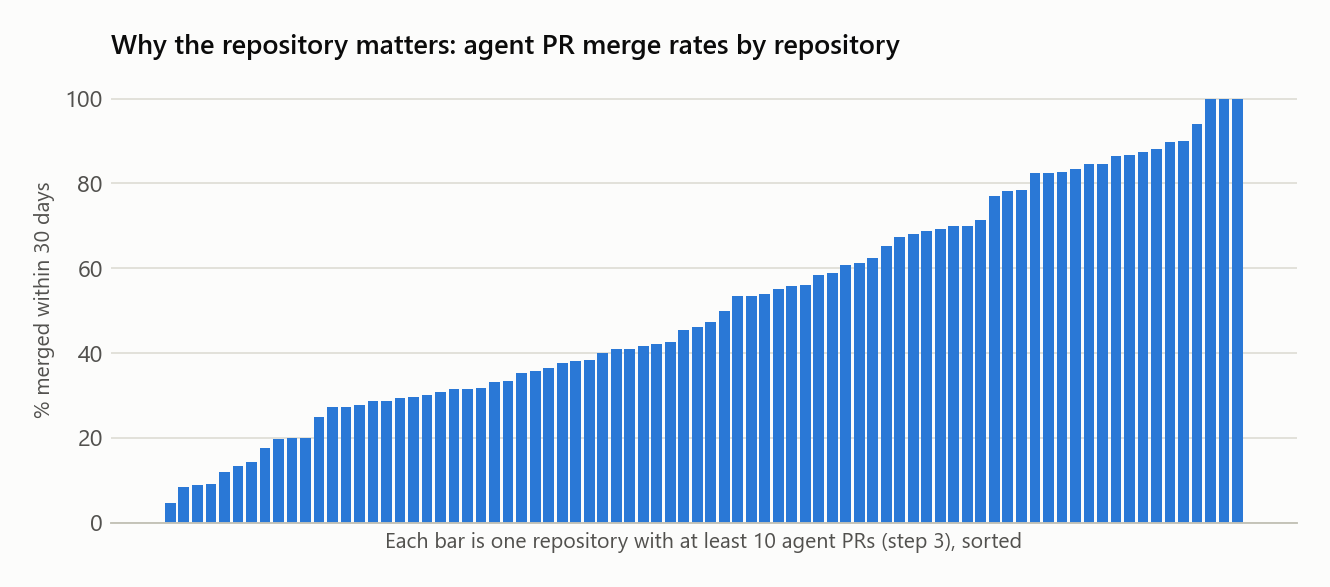 Why the repository matters: agent PR merge rates by repository
% merged within 30 days
100
80
60
40
20
0
Each bar is one repository with at least 10 agent PRs (step 3), sorted